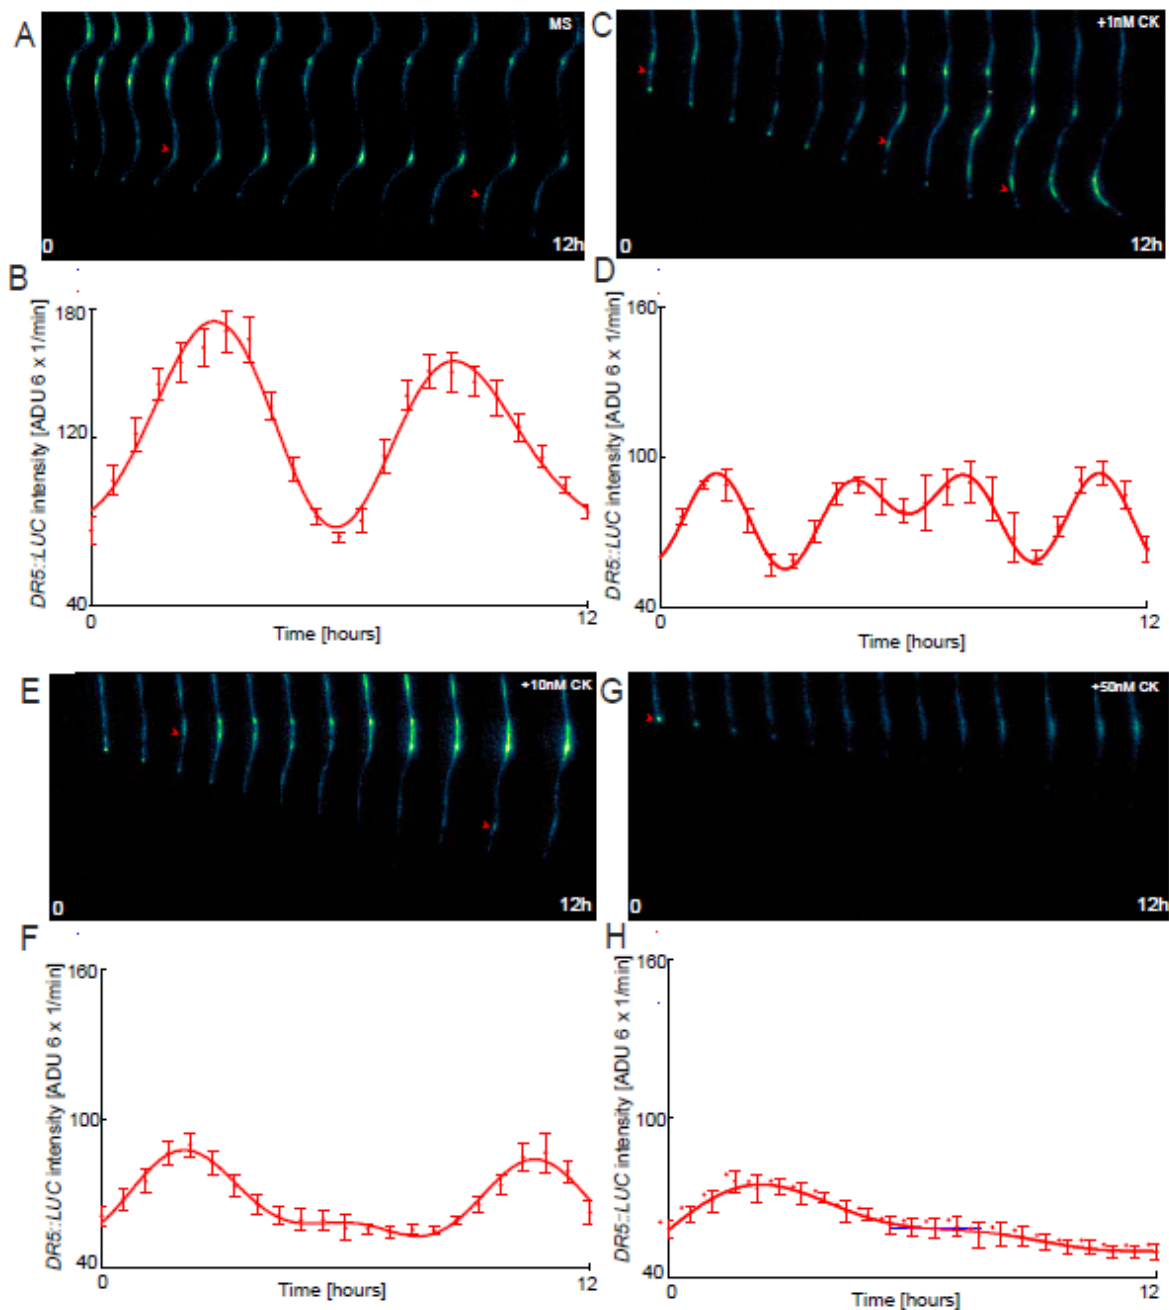 A
MS
0
12h
C
+1nM CK
0
12h
B
DR5::LUC intensity [ADU 6 x 1/min]
180
120
40
0
12
Time [hours]
D
DR5::LUC intensity [ADU 6 x 1/min]
160
100
40
0
12
Time [hours]
E
+10nM CK
0
12h
G
+50nM CK
0
12h
F
DR5::LUC intensity [ADU 6 x 1/min]
160
100
40
0
12
Time [hours]
H
DR5::LUC intensity [ADU 6 x 1/min]
160
100
40
0
12
Time [hours]